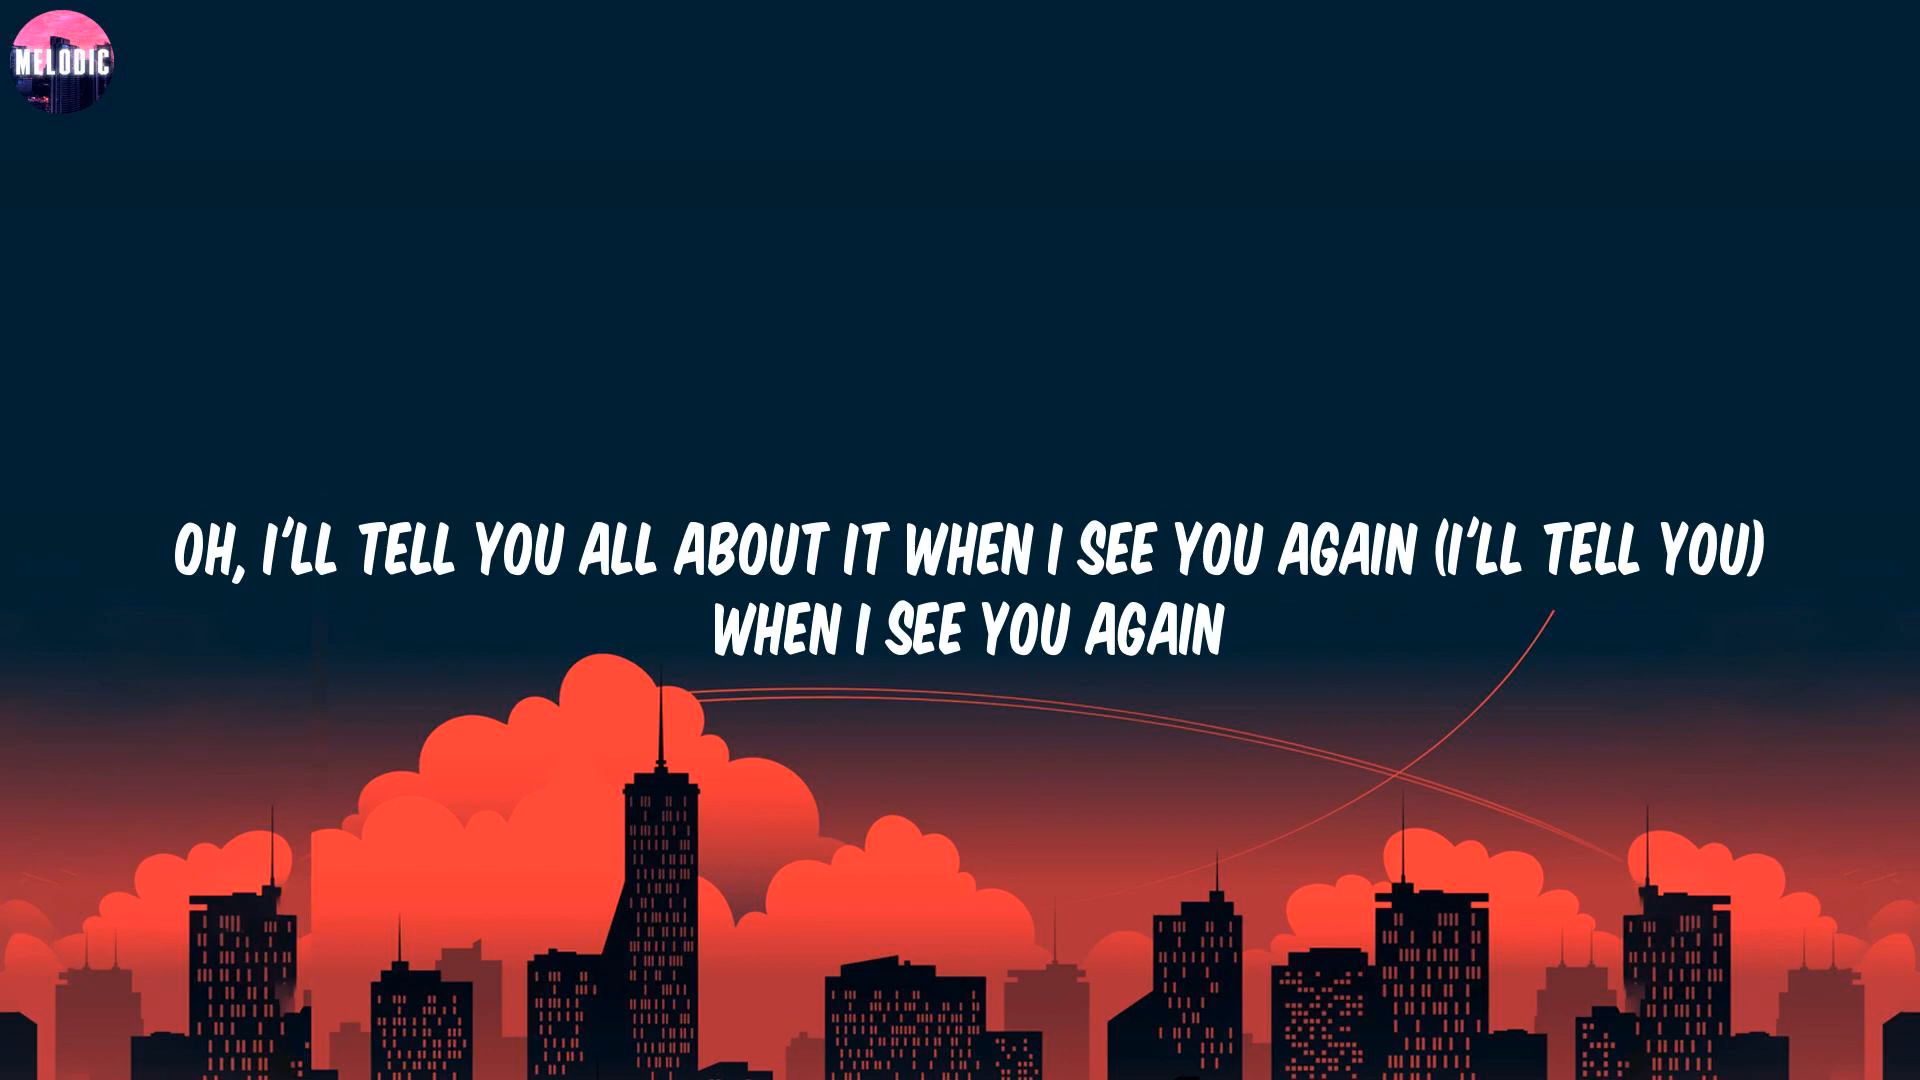 MELODIC
OH, I'LL TELL YOU ALL ABOUT IT WHEN I SEE YOU AGAIN (I'LL TELL YOU)
WHEN I SEE YOU AGAIN